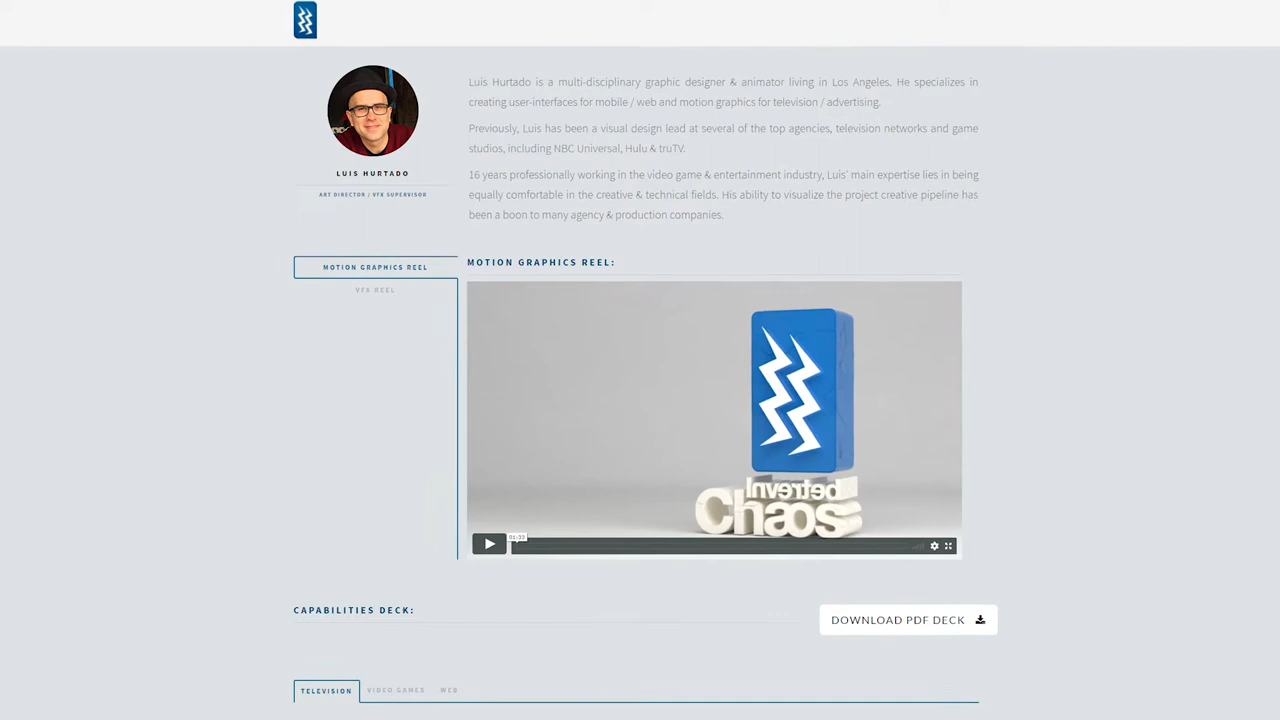 LUIS HURTADO
ART DIRECTOR / VFX SUPERVISOR
Luis Hurtado is a multi-disciplinary graphic designer & animator living in Los Angeles. He specializes in
creating user-interfaces for mobile / web and motion graphics for television / advertising.
Previously, Luis has been a visual design lead at several of the top agencies, television networks and game
studios, including NBC Universal, Hulu & truTV.
16 years professionally working in the video game & entertainment industry, Luis' main expertise lies in being
equally comfortable in the creative & technical fields. His ability to visualize the project creative pipeline has
been a boon to many agency & production companies.
MOTION GRAPHICS REEL
VFX REEL
MOTION GRAPHICS REEL:
Invertebd
Chaos
01:33
CAPABILITIES DECK:
DOWNLOAD PDF DECK
TELEVISION VIDEO GAMES WEB